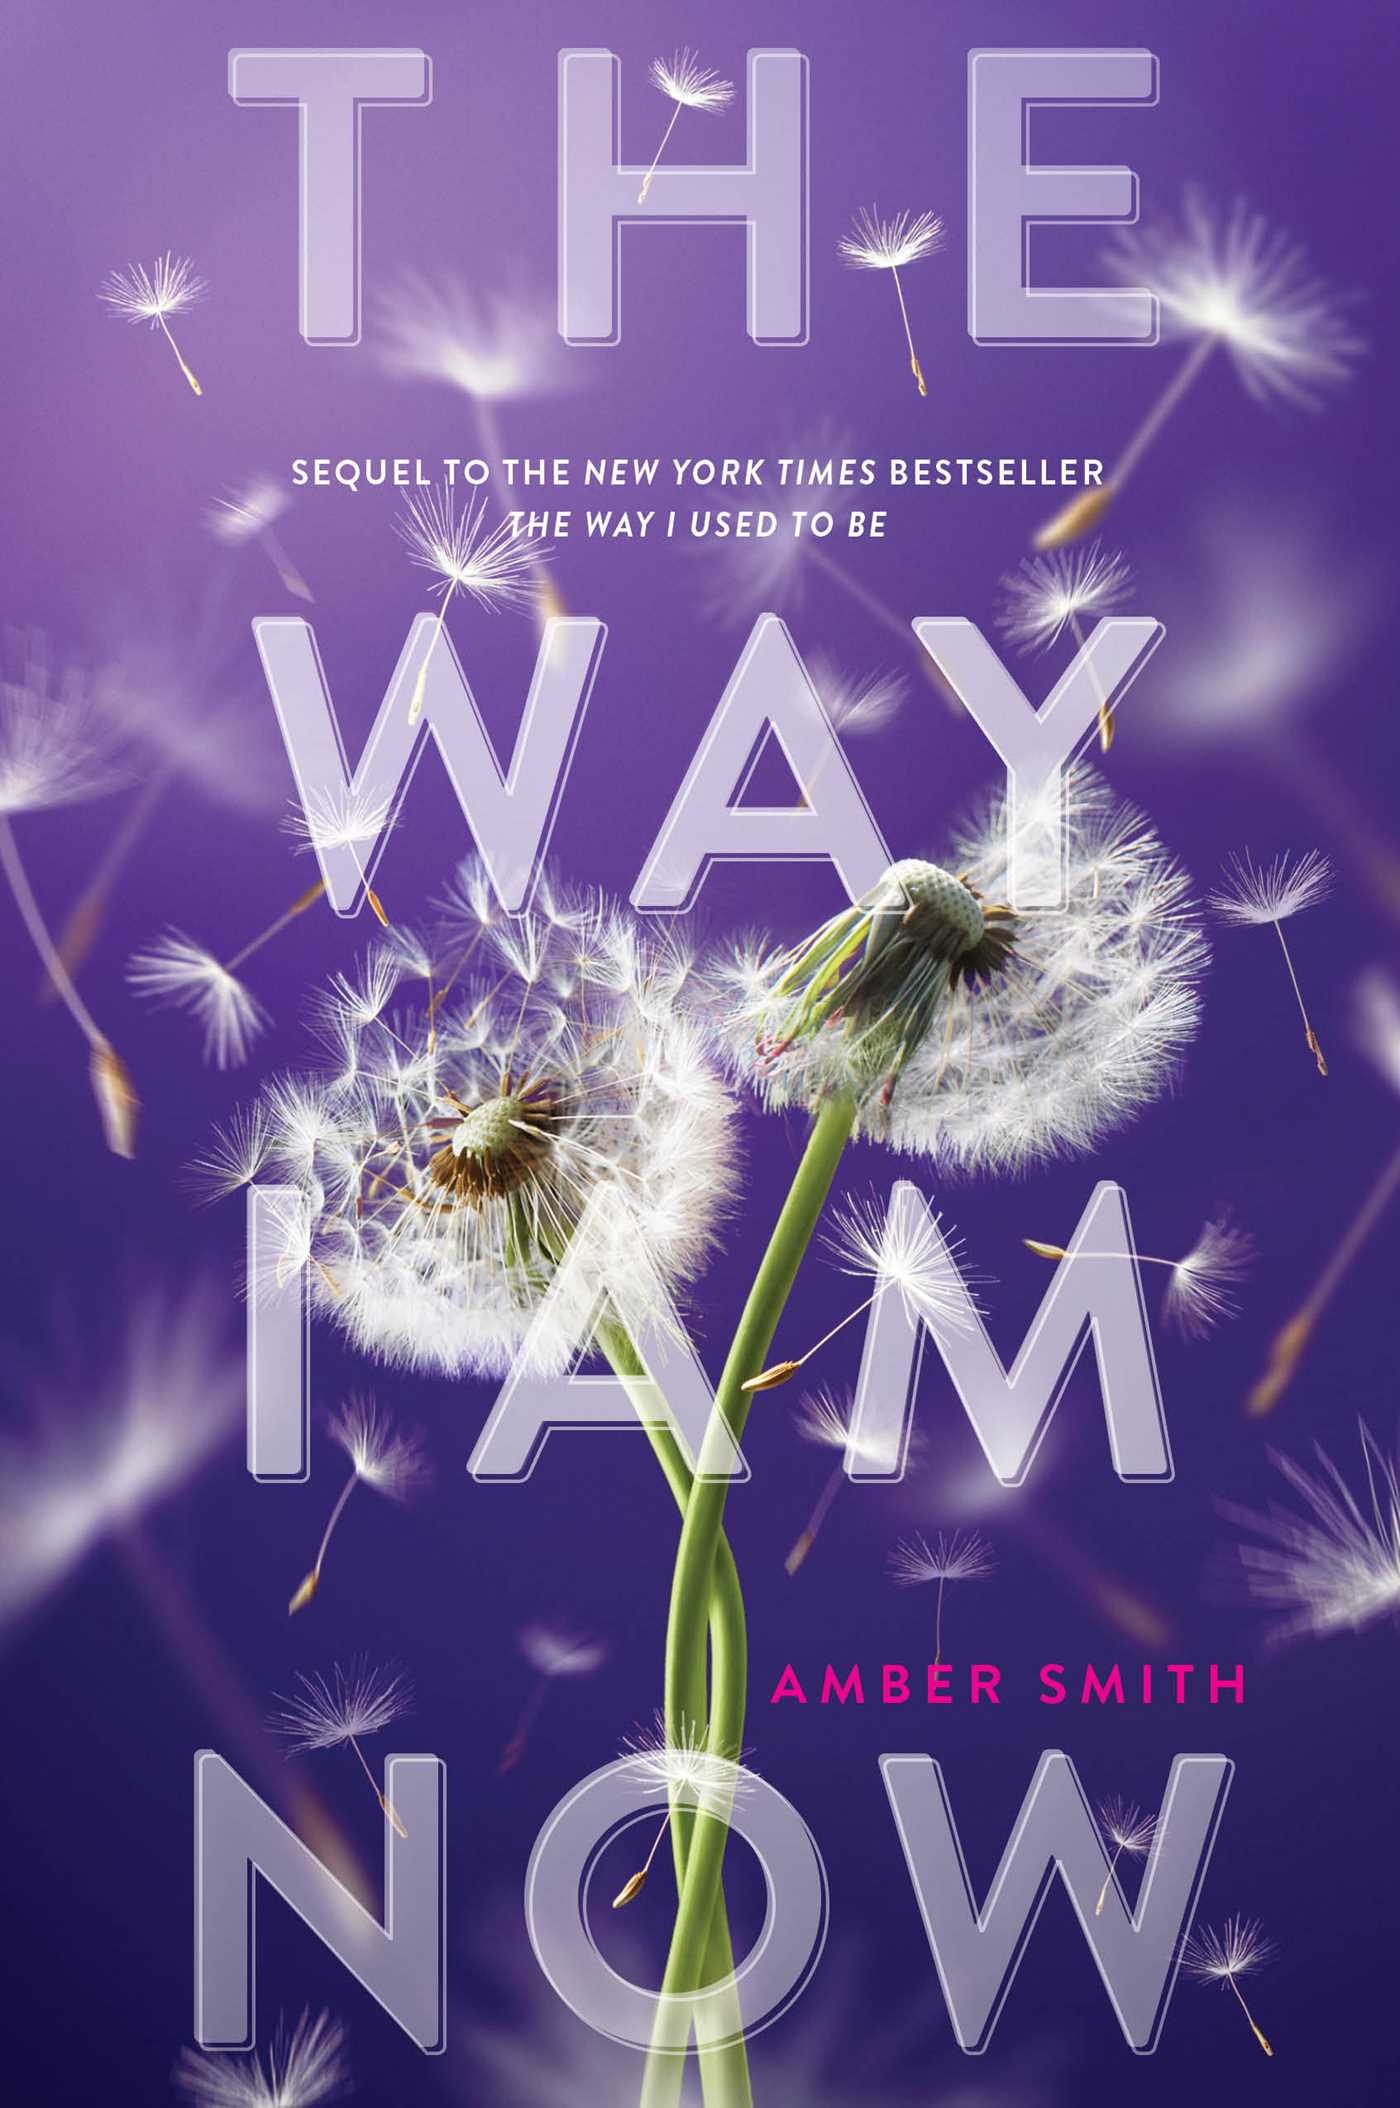 THE
SEQUEL TO THE NEW YORK TIMES BESTSELLER
THE WAY I USED TO BE
WAY
I AM
AMBER SMITH
NOW